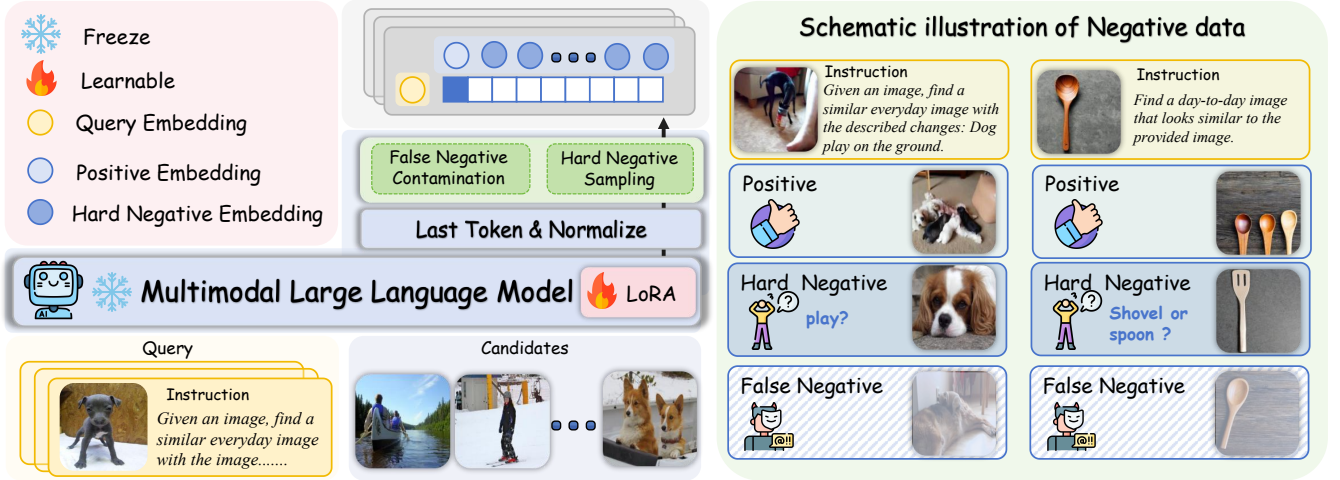 Freeze
Learnable
Query Embedding
Positive Embedding
Hard Negative Embedding
False Negative
Contamination
Hard Negative
Sampling
Last Token & Normalize
AI
Multimodal Large Language Model
LoRA
Query
Instruction
Given an image, find a
similar everyday image
with the image.......
Candidates
Schematic illustration of Negative data
Instruction
Given an image, find a
similar everyday image with
the described changes: Dog
play on the ground.
Positive
Hard Negative
?
play?
False Negative
@!!
Instruction
Find a day-to-day image
that looks similar to the
provided image.
Positive
Hard Negative
?
Shovel or
spoon ?
False Negative
@!!